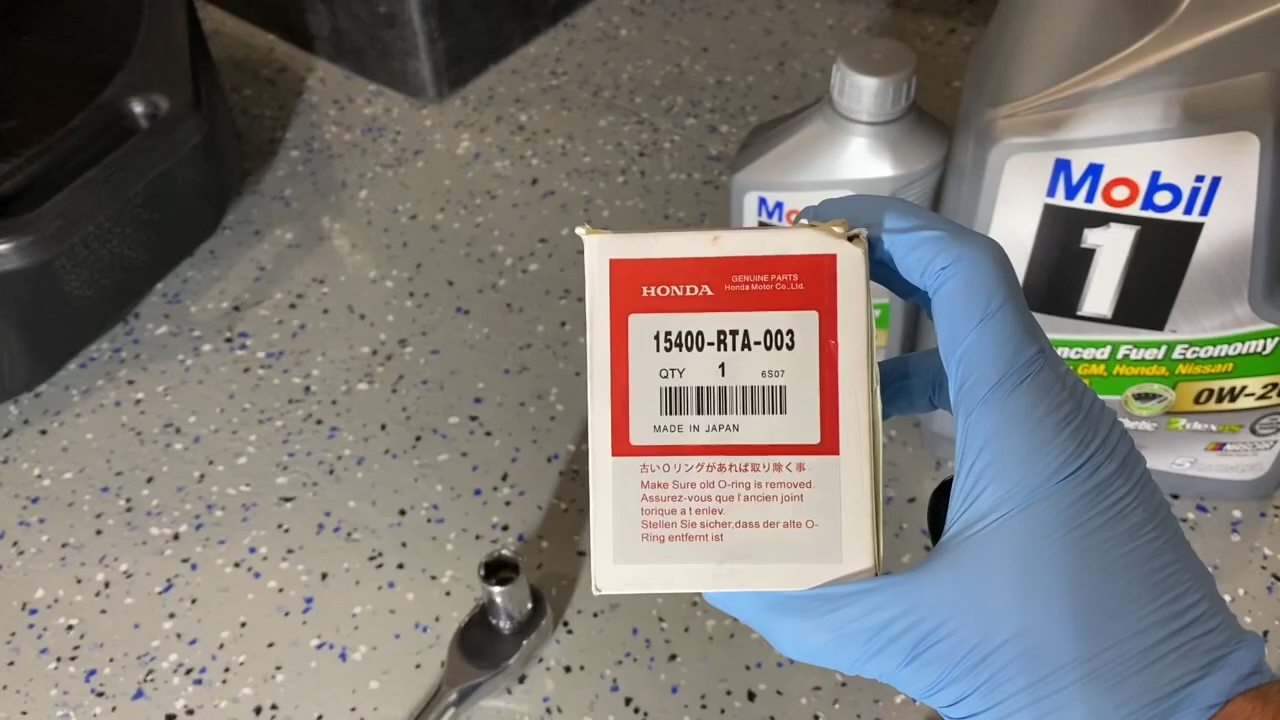 HONDA
GENUINE PARTS
Honda Motor Co.,Ltd.
15400-RTA-003
QTY 1 6S07
MADE IN JAPAN
古いOリングがあれば取り除く事.
Make Sure old O-ring is removed.
Assurez-vous que l'ancien joint
torique a t enlev.
Stellen Sie sicher,dass der alte O-
Ring entfernt ist
Mobil
1
Fuel Economy
GM, Honda, Nissan